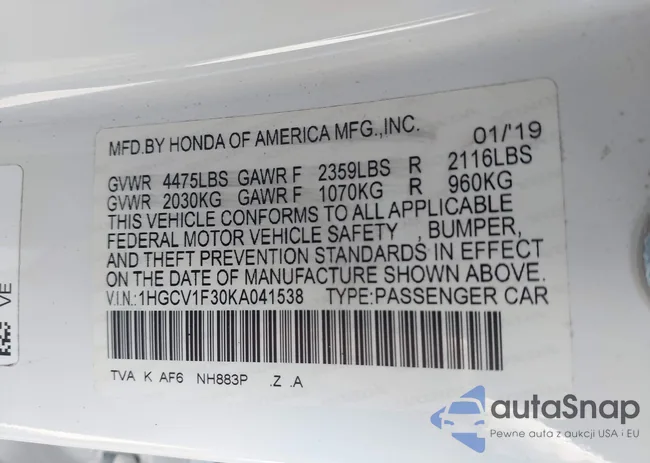 MFD.BY HONDA OF AMERICA MFG.,INC. 01/'19
GVWR 4475LBS GAWR F 2359LBS R 2116LBS
GVWR 2030KG GAWR F 1070KG R 960KG
THIS VEHICLE CONFORMS TO ALL APPLICABLE
FEDERAL MOTOR VEHICLE SAFETY , BUMPER,
AND THEFT PREVENTION STANDARDS IN EFFECT
ON THE DATE OF MANUFACTURE SHOWN ABOVE.
V.I.N.:1HGCV1F30KA041538 TYPE:PASSENGER CAR
TVA K AF6 NH883P .Z .A
VE
autaSnap
Pewne auta z aukcji USA i EU